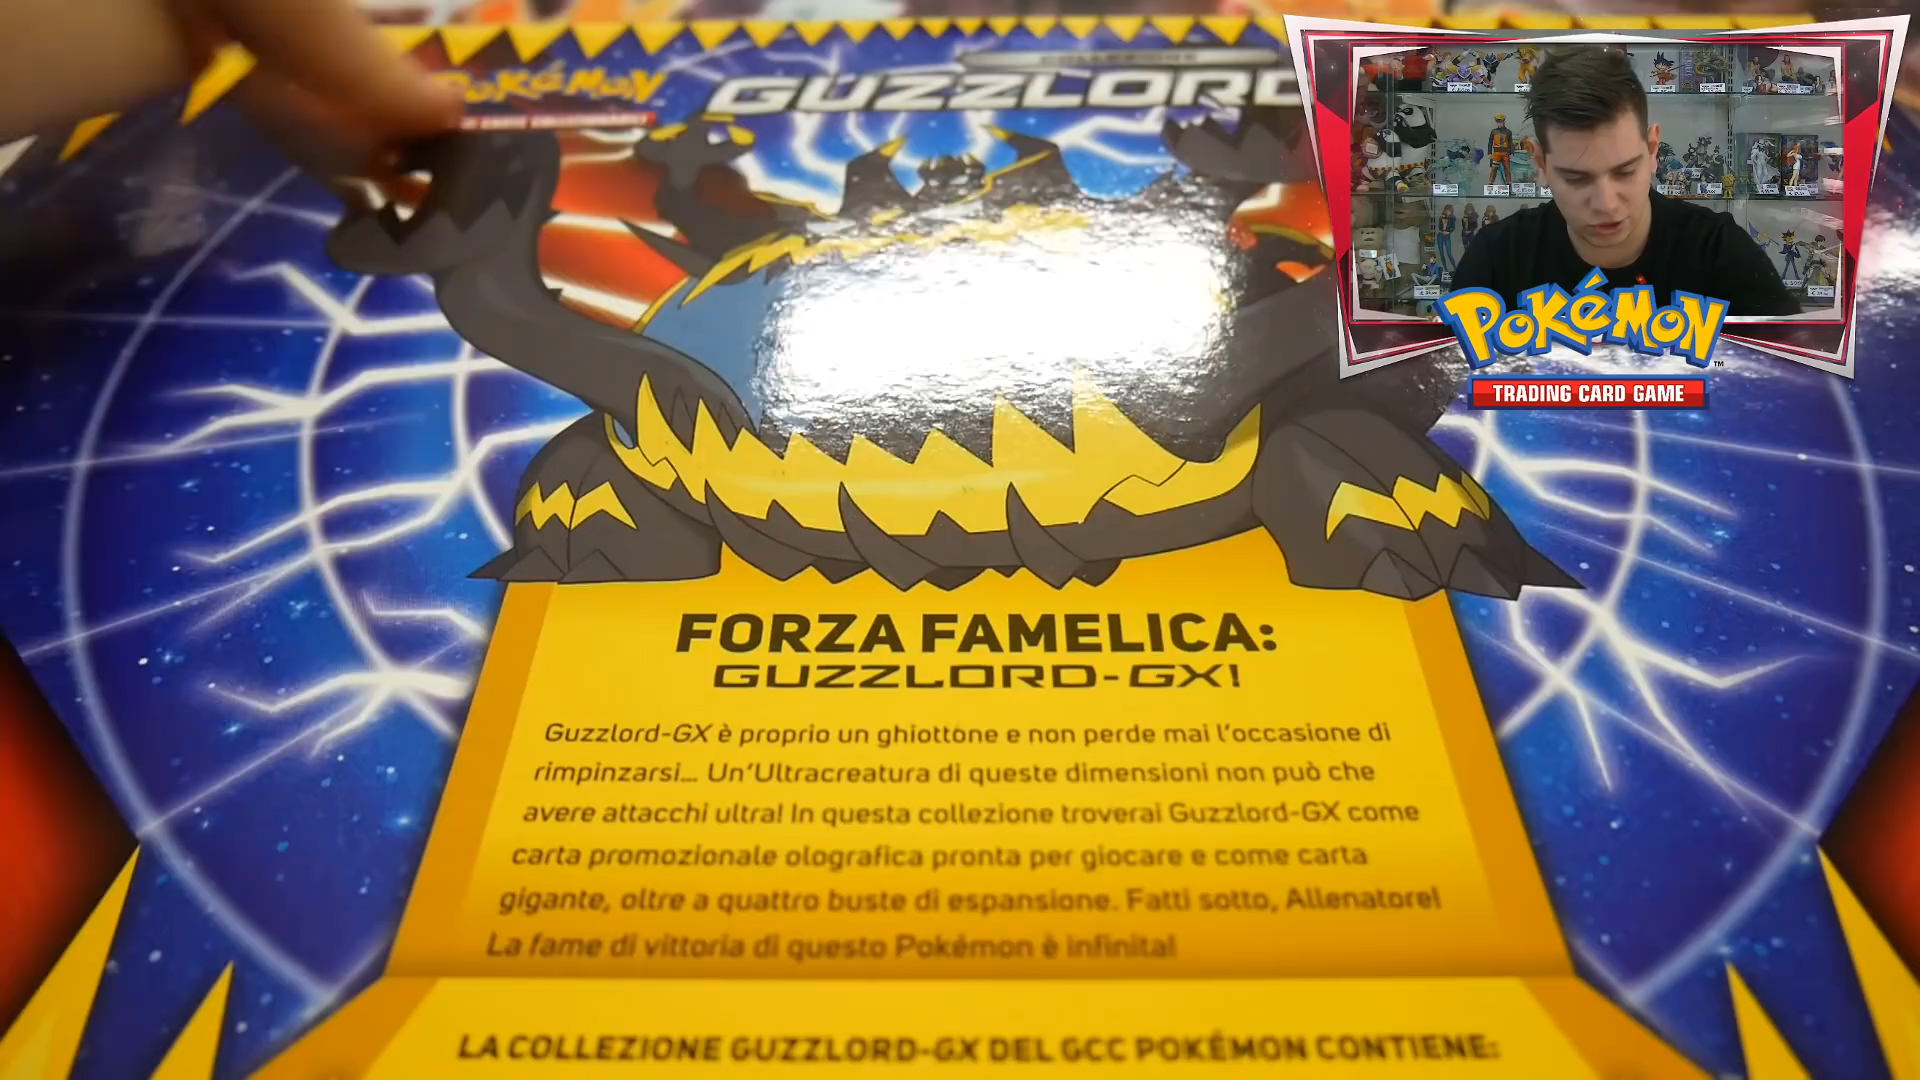 POKÉMON
GUZZLORD
POKÉMON
TRADING CARD GAME
FORZA FAMELICA:
GUZZLORD-GX!
Guzzlord-GX è proprio un ghiottone e non perde mai l'occasione di
rimpinzarsi... Un'Ultracreatura di queste dimensioni non può che
avere attacchi ultra! In questa collezione troverai Guzzlord-GX come
carta promozionale olografica pronta per giocare e come carta
gigante, oltre a quattro buste di espansione. Fatti sotto, Allenatore!
La fame di vittoria di questo Pokémon è infinita!
LA COLLEZIONE GUZZLORD-GX DEL GCC POKÉMON CONTIENE: